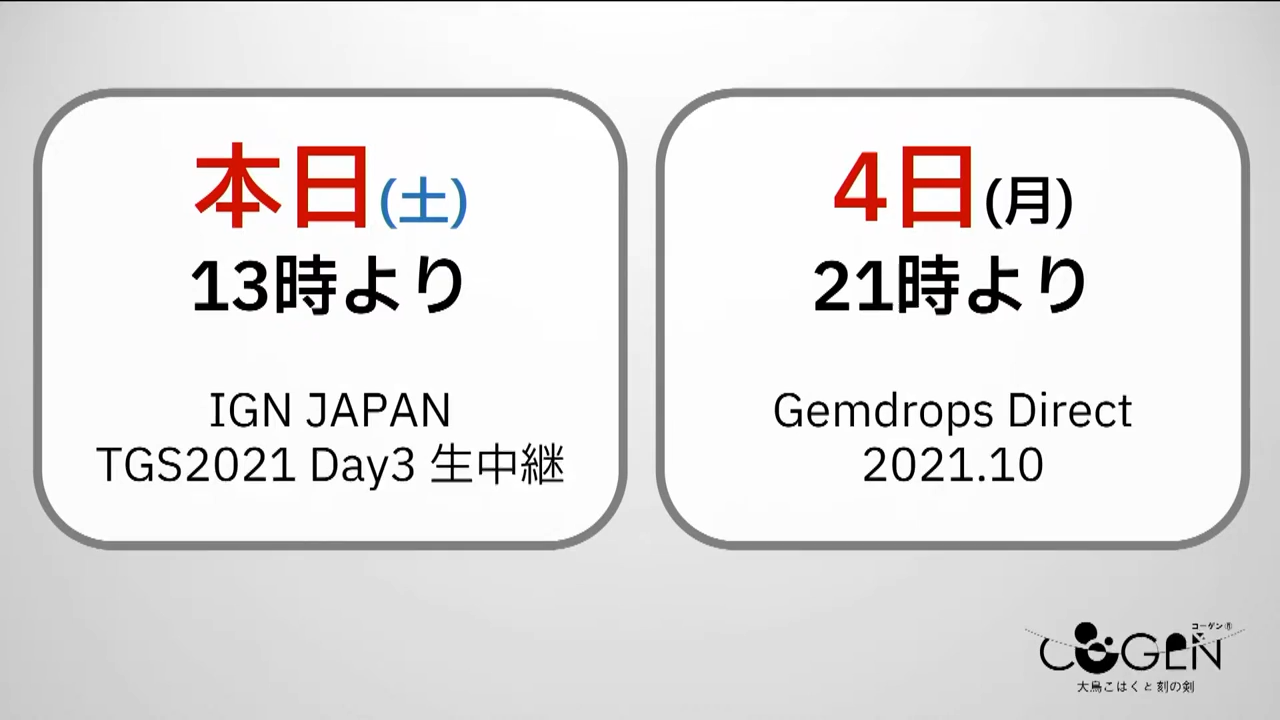 本日(土)
13時より
IGN JAPAN
TGS2021 Day3 生中継
4日(月)
21時より
Gemdrops Direct
2021.10
コーゲン
COGEN
大鳥こはくと刻の剣